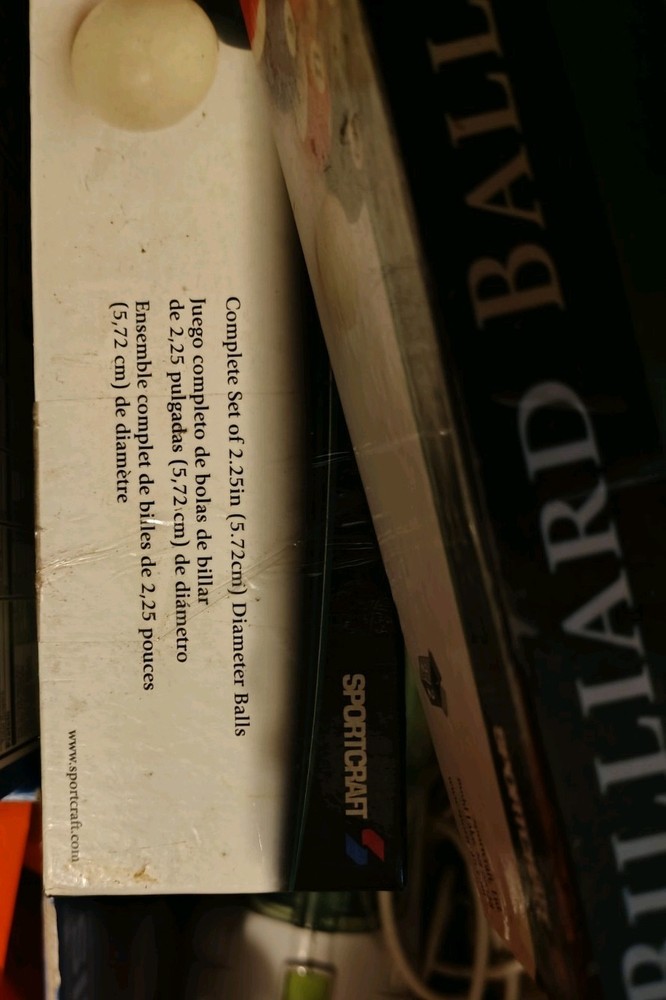 Complete Set of 2.25in (5.72cm) Diameter Balls
Juego completo de bolas de billar
de 2,25 pulgadas (5,72 cm) de diámetro
Ensemble complet de billes de 2,25 pouces
(5,72 cm) de diamètre
www.sportcraft.com
SPORTCRAFT
BILLIARD BALL